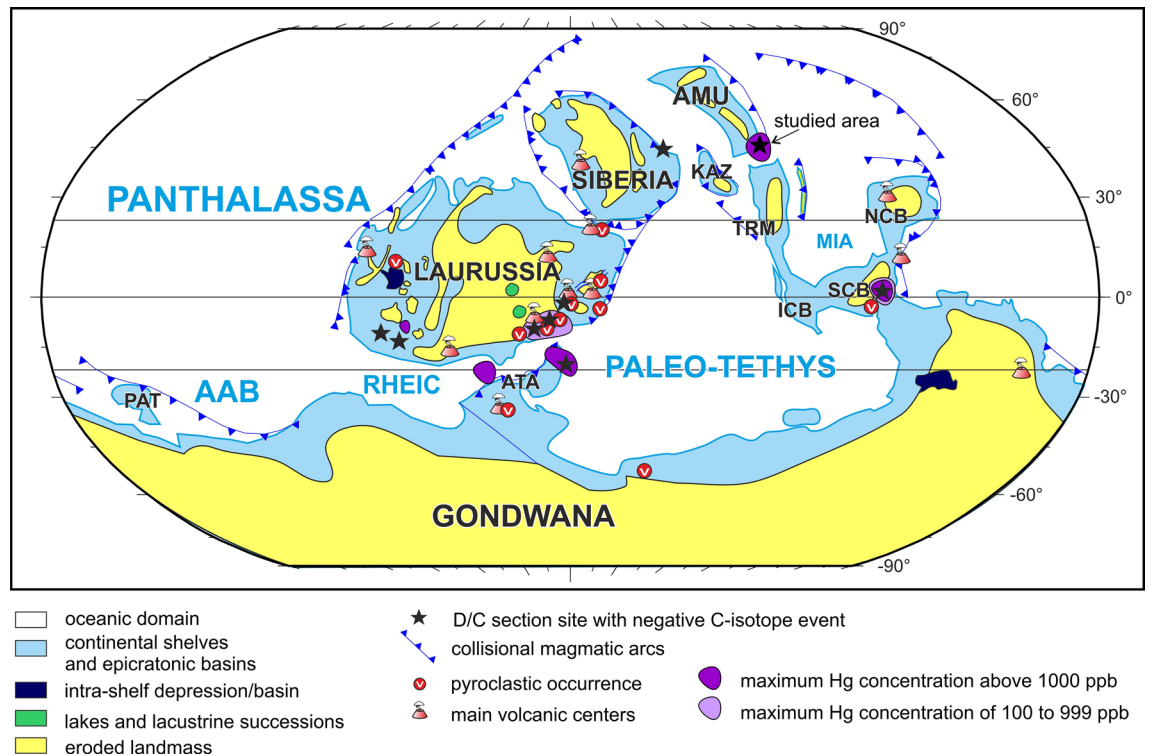 90°
60°
AMU
studied area
KAZ
SIBERIA
PANTHALASSA
30°
NCB
TRM
MIA
V
V
LAURUSSIA
V
SCB
0°
ICB
V
V
V
V
V
V
PALEO-TETHYS
RHEIC
ATA
AAB
PAT
-30°
V
V
-60°
GONDWANA
-90°
oceanic domain
continental shelves
and epicratonic basins
intra-shelf depression/basin
lakes and lacustrine successions
eroded landmass
D/C section site with negative C-isotope event
collisional magmatic arcs
V pyroclastic occurrence
main volcanic centers
maximum Hg concentration above 1000 ppb
maximum Hg concentration of 100 to 999 ppb